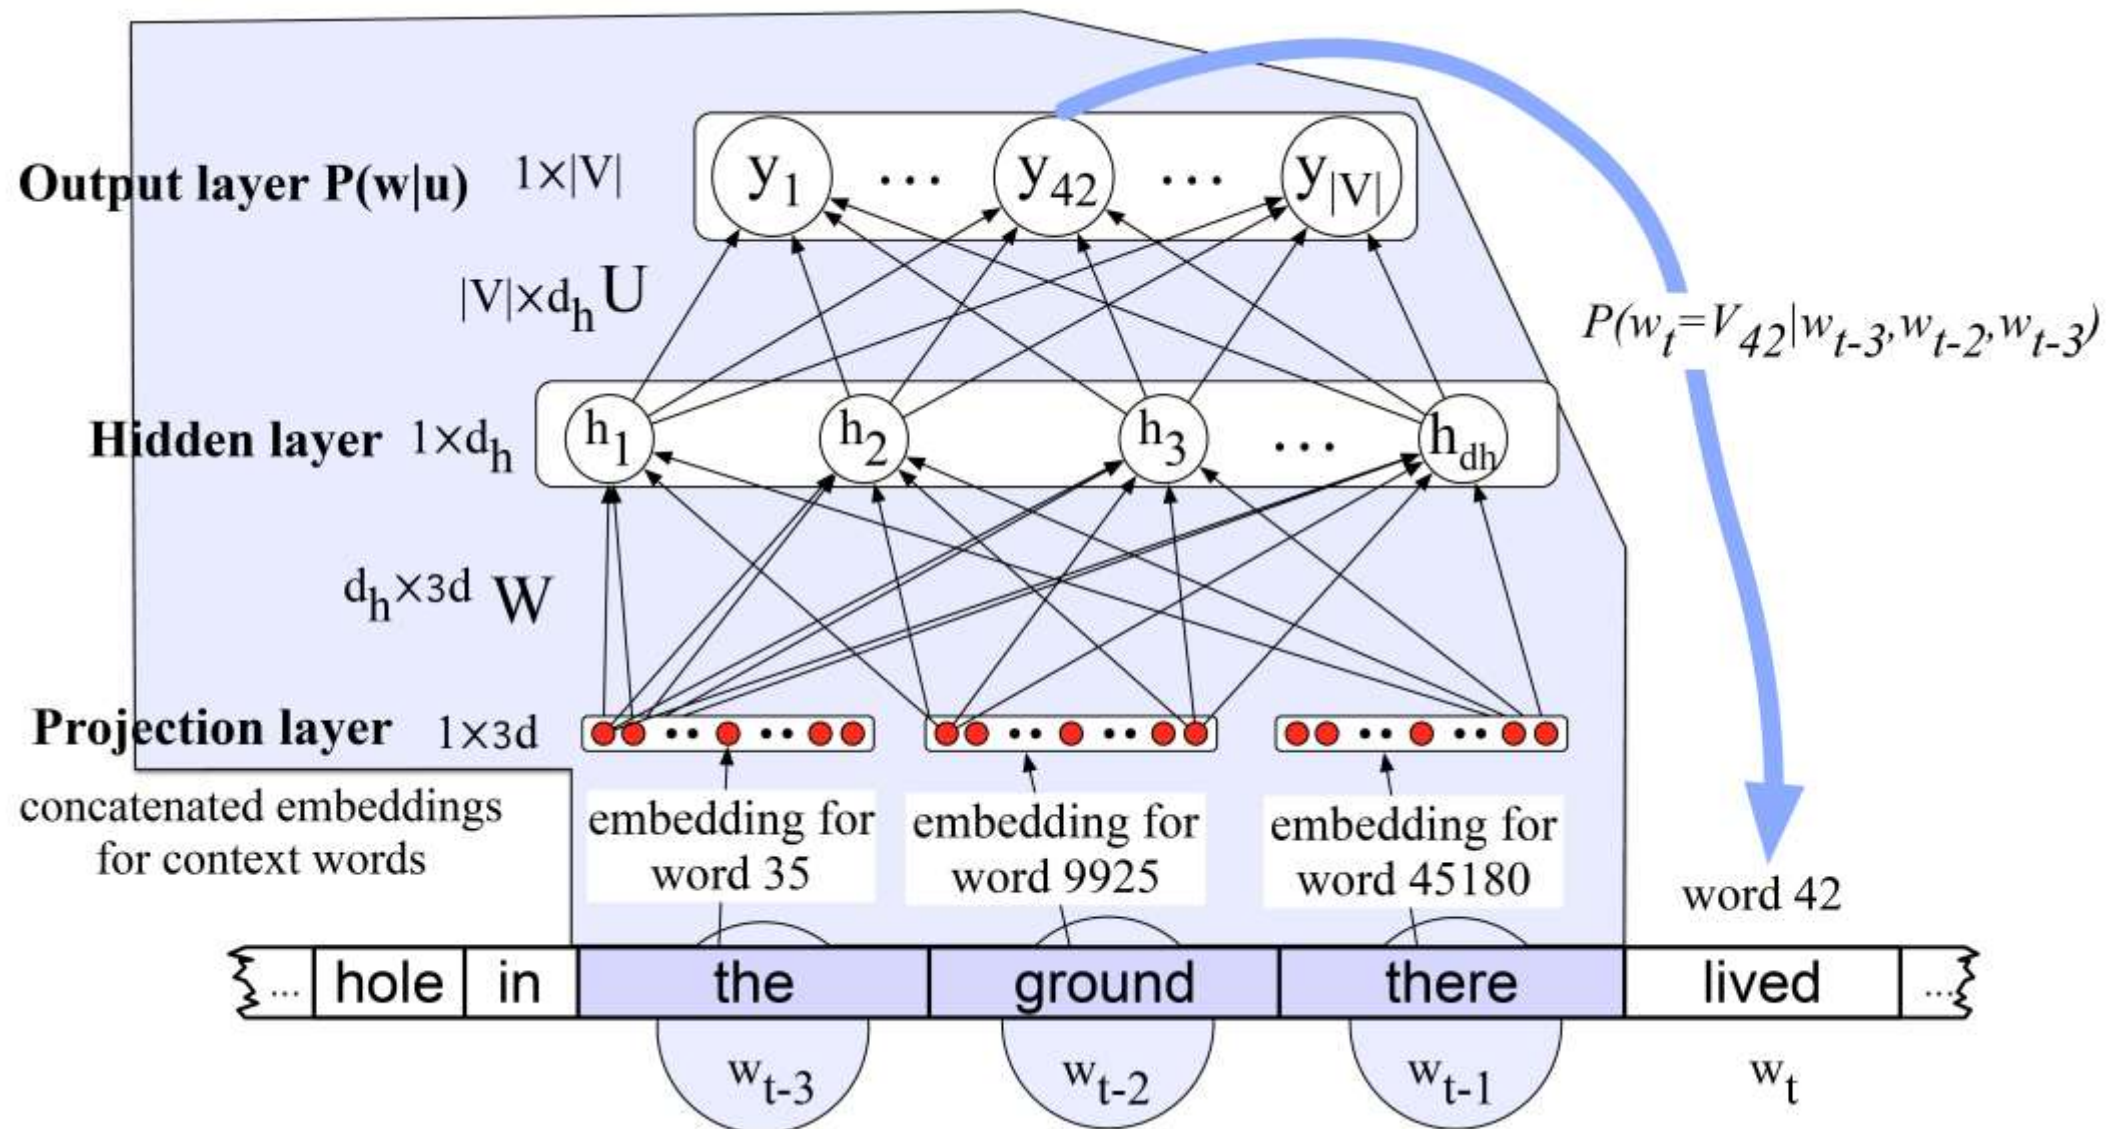 Output layer P(w|u) 1×|V|
y1 ... y42 ... y|V|
|V|×dh U
P(wt=V42|wt-3,wt-2,wt-3)
Hidden layer 1×dh
h1 h2 h3 ... hdh
dh×3d W
Projection layer 1×3d
concatenated embeddings
for context words
embedding for
word 35
embedding for
word 9925
embedding for
word 45180
word 42
... hole in the ground there lived ...
wt-3 wt-2 wt-1 wt